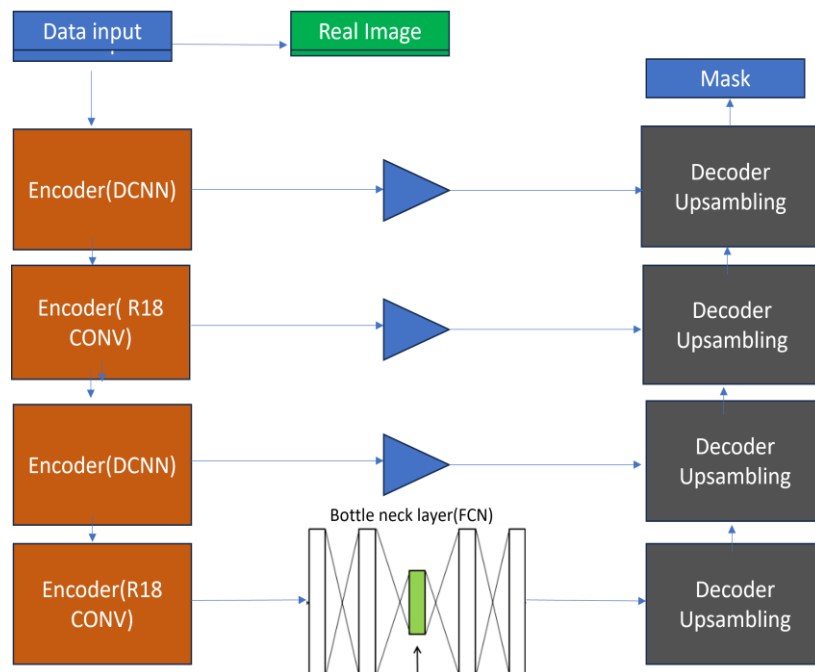 Data input
Real Image
Mask
Encoder(DCNN)
Decoder
Upsambling
Encoder( R18
CONV)
Decoder
Upsambling
Encoder(DCNN)
Decoder
Upsambling
Bottle neck layer(FCN)
Encoder(R18
CONV)
Decoder
Upsambling